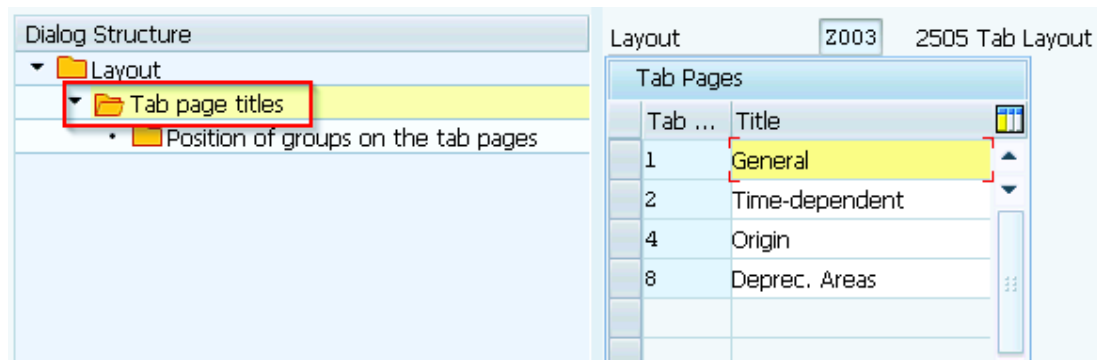 Dialog Structure
Layout
Tab page titles
Position of groups on the tab pages
Layout Z003 2505 Tab Layout
Tab Pages
Tab ... Title
1 General
2 Time-dependent
4 Origin
8 Deprec. Areas